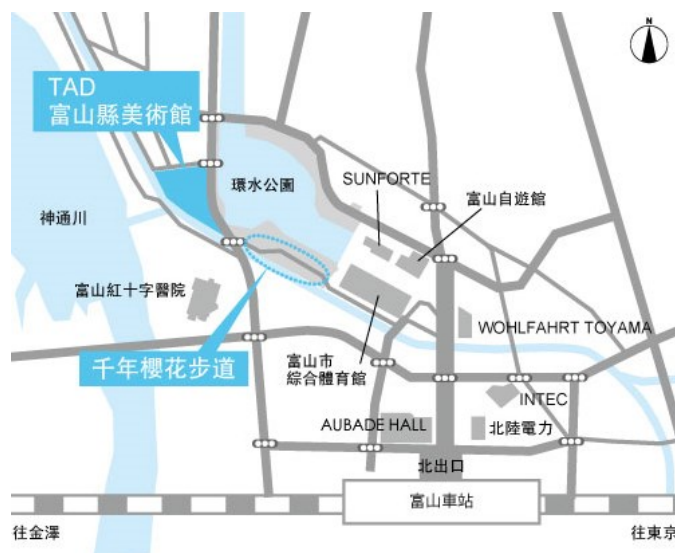 N
TAD
富山縣美術館
環水公園
SUNFORTE
富山自遊館
神通川
富山紅十字醫院
WOHLFAHRT TOYAMA
千年櫻花步道
富山市
綜合體育館
INTEC
AUBADE HALL
北陸電力
北出口
富山車站
往金澤
往東京